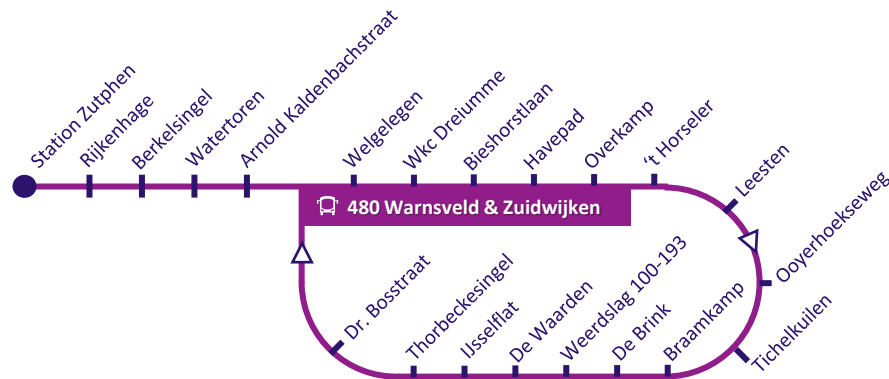 Station Zutphen
Rijkenhage
Berkelsingel
Watertoren
Arnold Kaldenbachstraat
Welgelegen
Wkc Dreiumme
Bieshorstlaan
Havepad
Overkamp
‘t Horseler
Leesten
Ooyerhoekseweg
Tichelkuilen
Braamkamp
De Brink
Weerdslag 100-193
De Waarden
IJsselflat
Thorbeckesingel
Dr. Bosstraat
480 Warnsveld & Zuidwijken